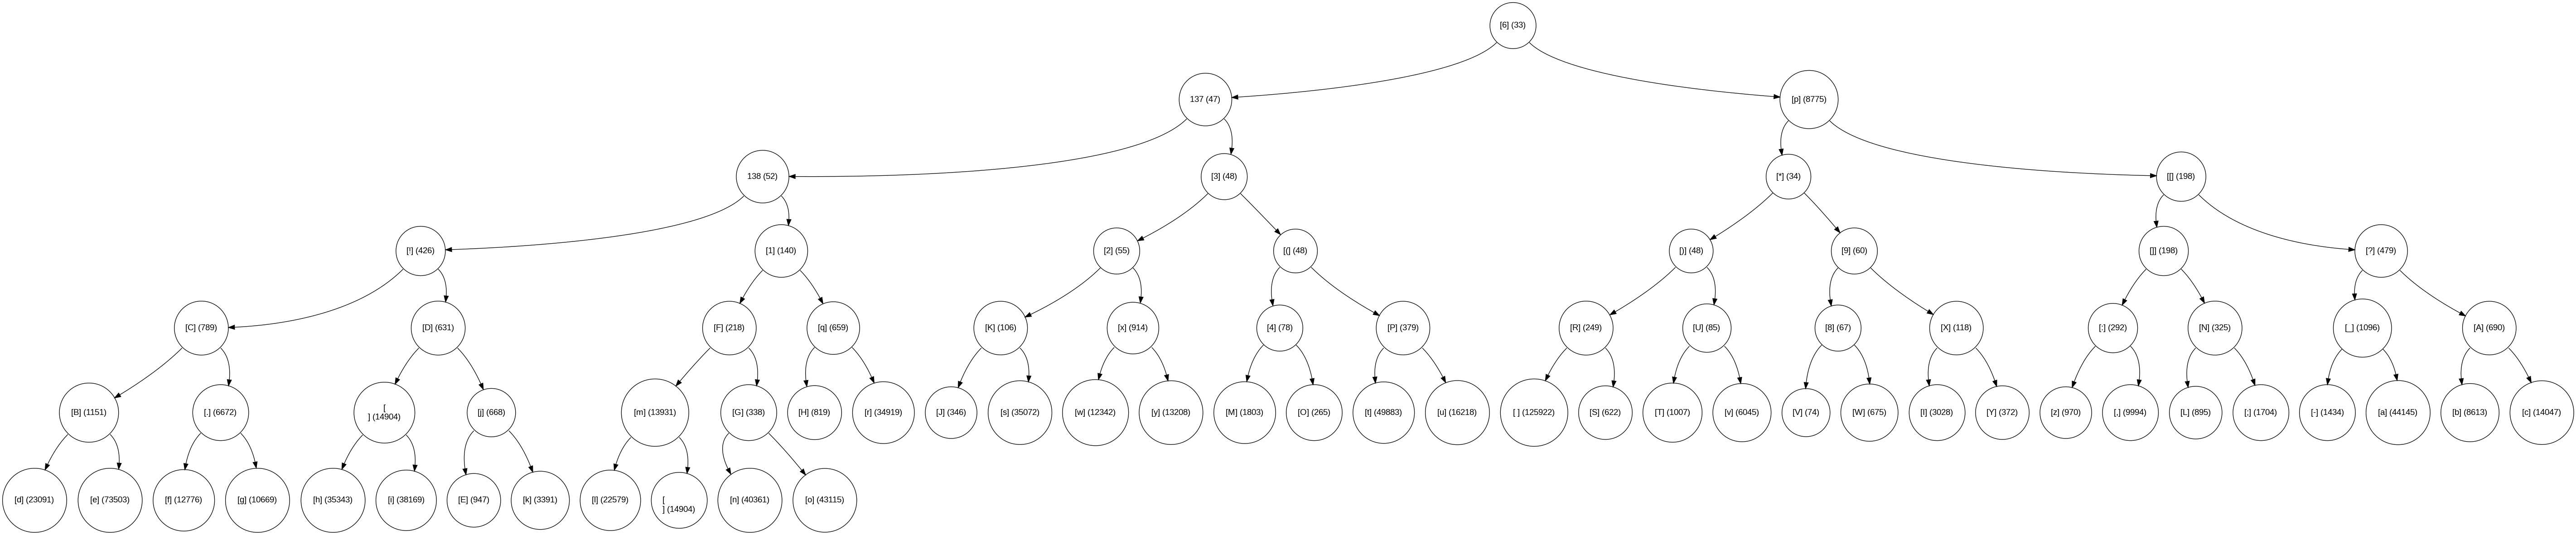 [6] (33)
137 (47)
[p] (8775)
138 (52)
[3] (48)
[*] (34)
[[] (198)
[!] (426)
[1] (140)
[2] (55)
[(] (48)
[)] (48)
[9] (60)
[]] (198)
[?] (479)
[C] (789)
[D] (631)
[F] (218)
[q] (659)
[K] (106)
[x] (914)
[4] (78)
[P] (379)
[R] (249)
[U] (85)
[8] (67)
[X] (118)
[:] (292)
[N] (325)
[_] (1096)
[A] (690)
[B] (1151)
[.] (6672)
[
] (14904)
[j] (668)
[m] (13931)
[G] (338)
[H] (819)
[r] (34919)
[J] (346)
[s] (35072)
[w] (12342)
[y] (13208)
[M] (1803)
[O] (265)
[t] (49883)
[u] (16218)
[ ] (125922)
[S] (622)
[T] (1007)
[v] (6045)
[V] (74)
[W] (675)
[I] (3028)
[Y] (372)
[z] (970)
[,] (9994)
[L] (895)
[;] (1704)
[-] (1434)
[a] (44145)
[b] (8613)
[c] (14047)
[d] (23091)
[e] (73503)
[f] (12776)
[g] (10669)
[h] (35343)
[i] (38169)
[E] (947)
[k] (3391)
[l] (22579)
[
] (14904)
[n] (40361)
[o] (43115)